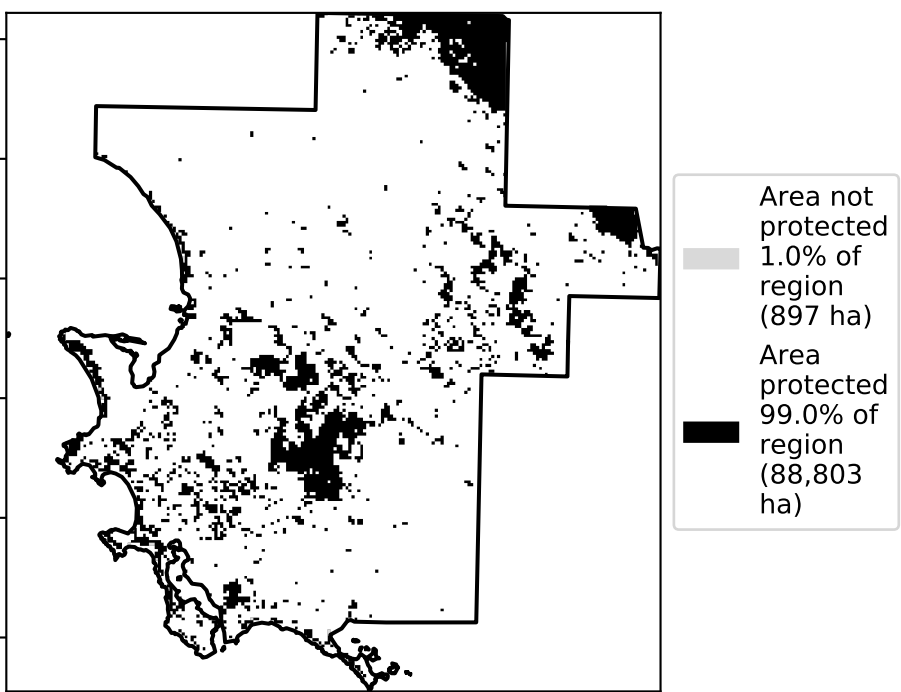 Area not
protected
1.0% of
region
(897 ha)
Area
protected
99.0% of
region
(88,803
ha)